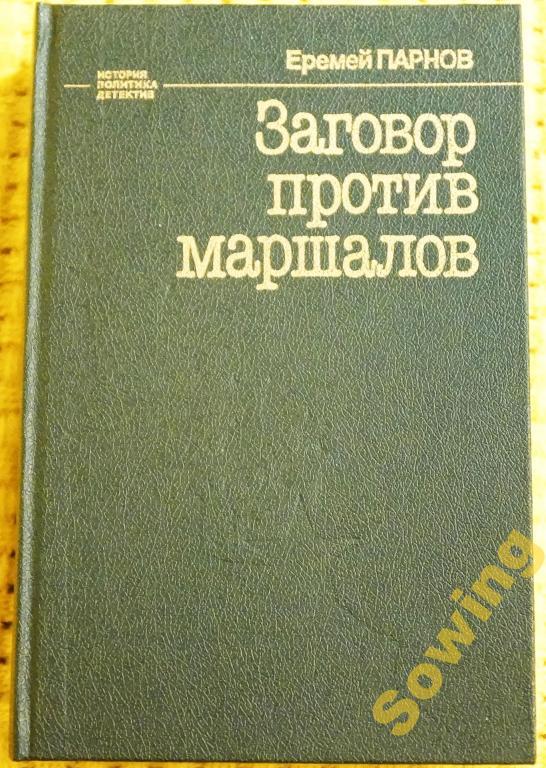 Еремей ПАРНОВ
ИСТОРИЯ
ПОЛИТИКА
ДЕТЕКТИВ
Заговор
против
маршалов
Sowing